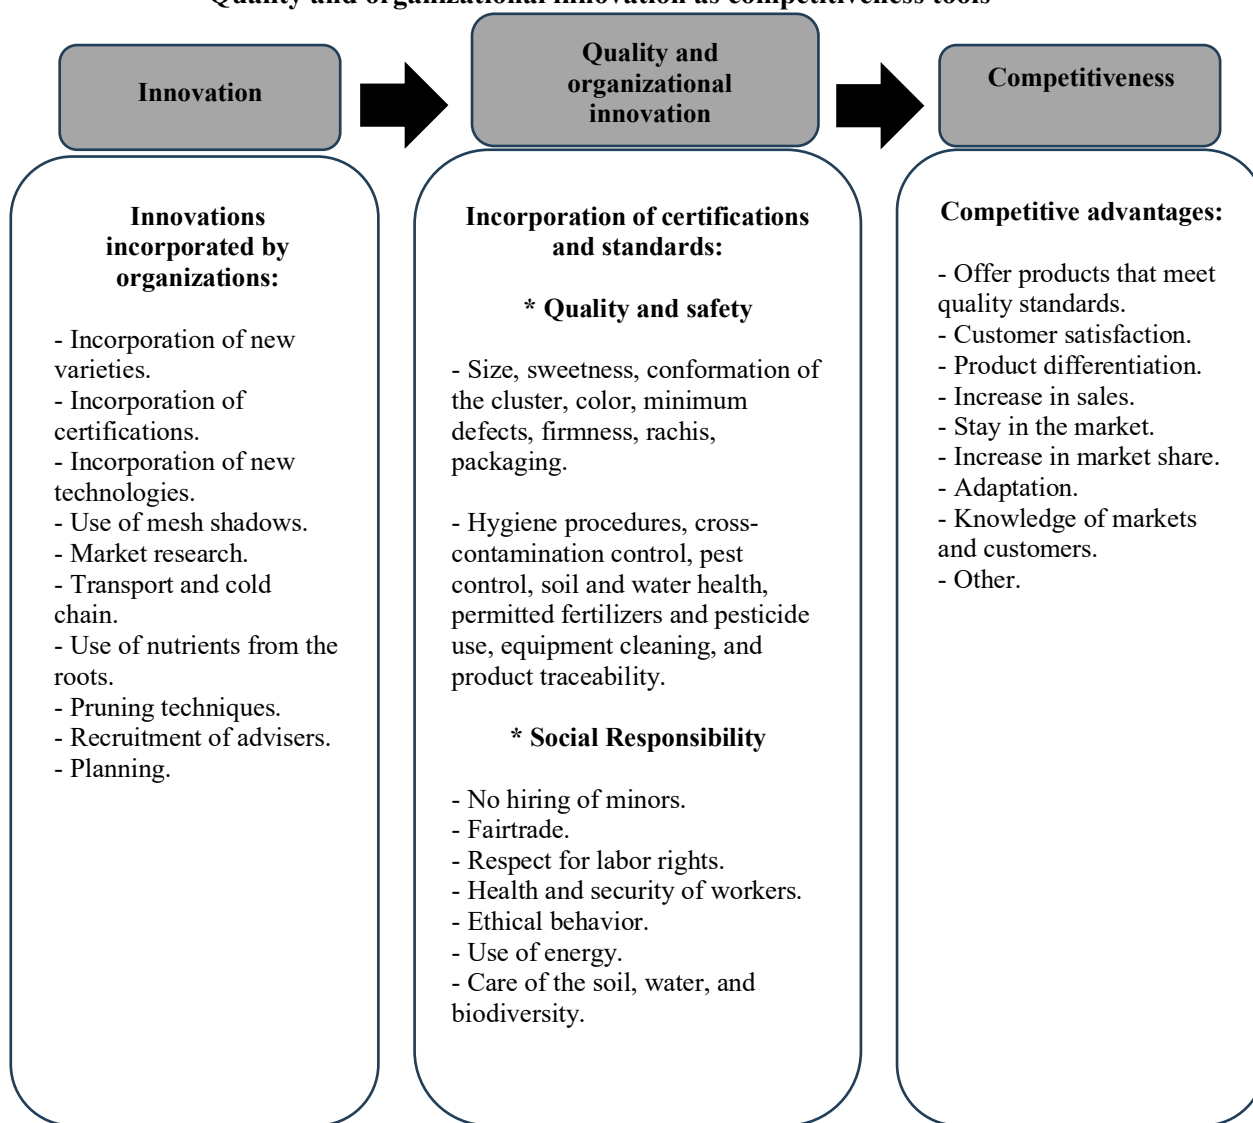 Quality and organizational innovation as competitiveness tools
Innovation
Quality and
organizational
innovation
Competitiveness
Innovations
incorporated by
organizations:
- Incorporation of new
varieties.
- Incorporation of
certifications.
- Incorporation of new
technologies.
- Use of mesh shadows.
- Market research.
- Transport and cold
chain.
- Use of nutrients from the
roots.
- Pruning techniques.
- Recruitment of advisers.
- Planning.
Incorporation of certifications
and standards:
* Quality and safety
- Size, sweetness, conformation of
the cluster, color, minimum
defects, firmness, rachis,
packaging.
- Hygiene procedures, cross-
contamination control, pest
control, soil and water health,
permitted fertilizers and pesticide
use, equipment cleaning, and
product traceability.
* Social Responsibility
- No hiring of minors.
- Fairtrade.
- Respect for labor rights.
- Health and security of workers.
- Ethical behavior.
- Use of energy.
- Care of the soil, water, and
biodiversity.
Competitive advantages:
- Offer products that meet
quality standards.
- Customer satisfaction.
- Product differentiation.
- Increase in sales.
- Stay in the market.
- Increase in market share.
- Adaptation.
- Knowledge of markets
and customers.
- Other.